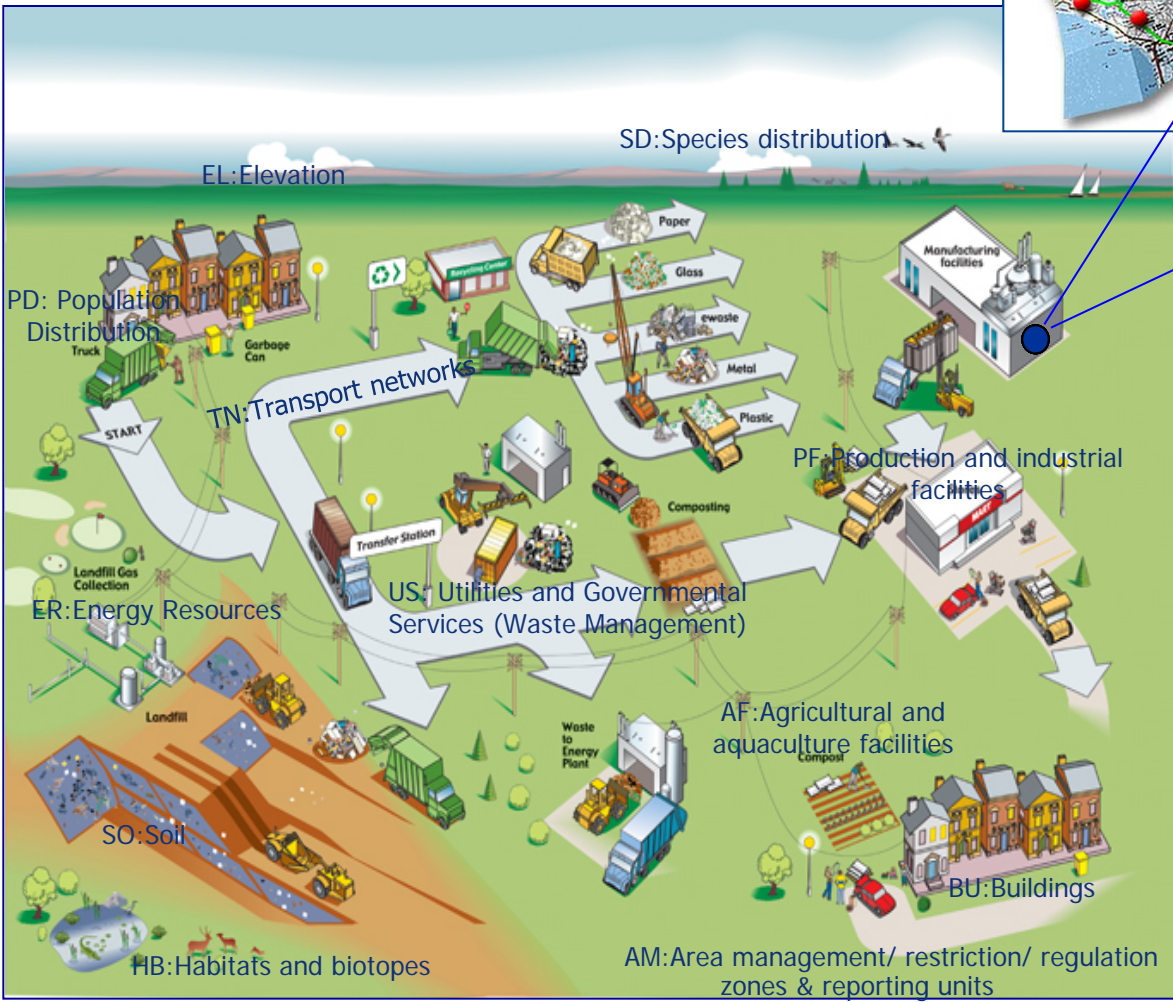 SD:Species distribution
EL:Elevation
Paper
Glass
ewaste
Metal
Plastic
Manufacturing
facilities
Recycling Center
PD: Population
Distribution
Truck
Garbage
Can
TN:Transport networks
START
PF:Production and industrial
facilities
MART
Composting
Transfer Station
Landfill Gas
Collection
ER:Energy Resources
US: Utilities and Governmental
Services (Waste Management)
Landfill
Waste
to
Energy
Plant
AF:Agricultural and
aquaculture facilities
Compost
SO:Soil
BU:Buildings
HB:Habitats and biotopes
AM:Area management/ restriction/ regulation
zones & reporting units